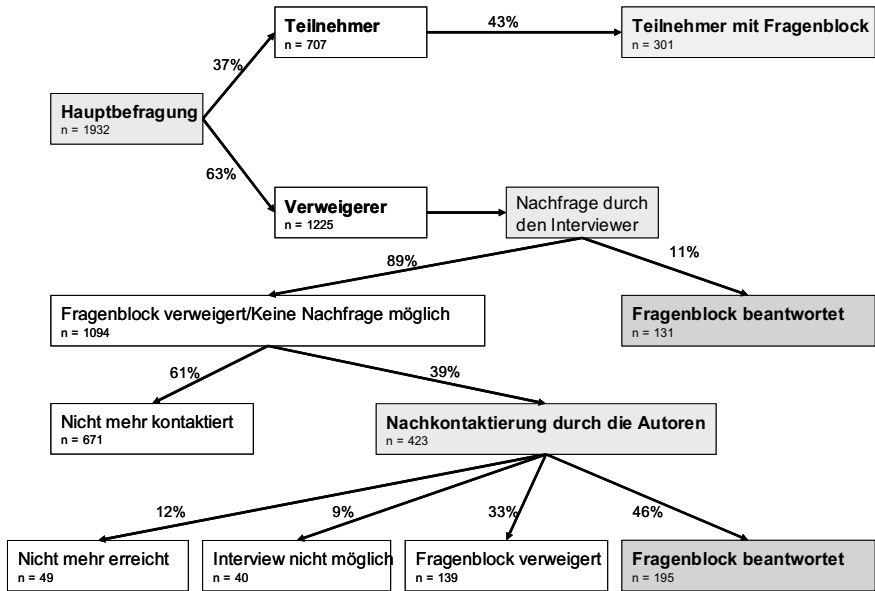 Teilnehmer
n = 707
43%
Teilnehmer mit Fragenblock
n = 301
37%
Hauptbefragung
n = 1932
63%
Verweigerer
n = 1225
Nachfrage durch
den Interviewer
89%
11%
Fragenblock verweigert/Keine Nachfrage möglich
n = 1094
Fragenblock beantwortet
n = 131
61%
39%
Nicht mehr kontaktiert
n = 671
Nachkontaktierung durch die Autoren
n = 423
12%
9%
33%
46%
Nicht mehr erreicht
n = 49
Interview nicht möglich
n = 40
Fragenblock verweigert
n = 139
Fragenblock beantwortet
n = 195